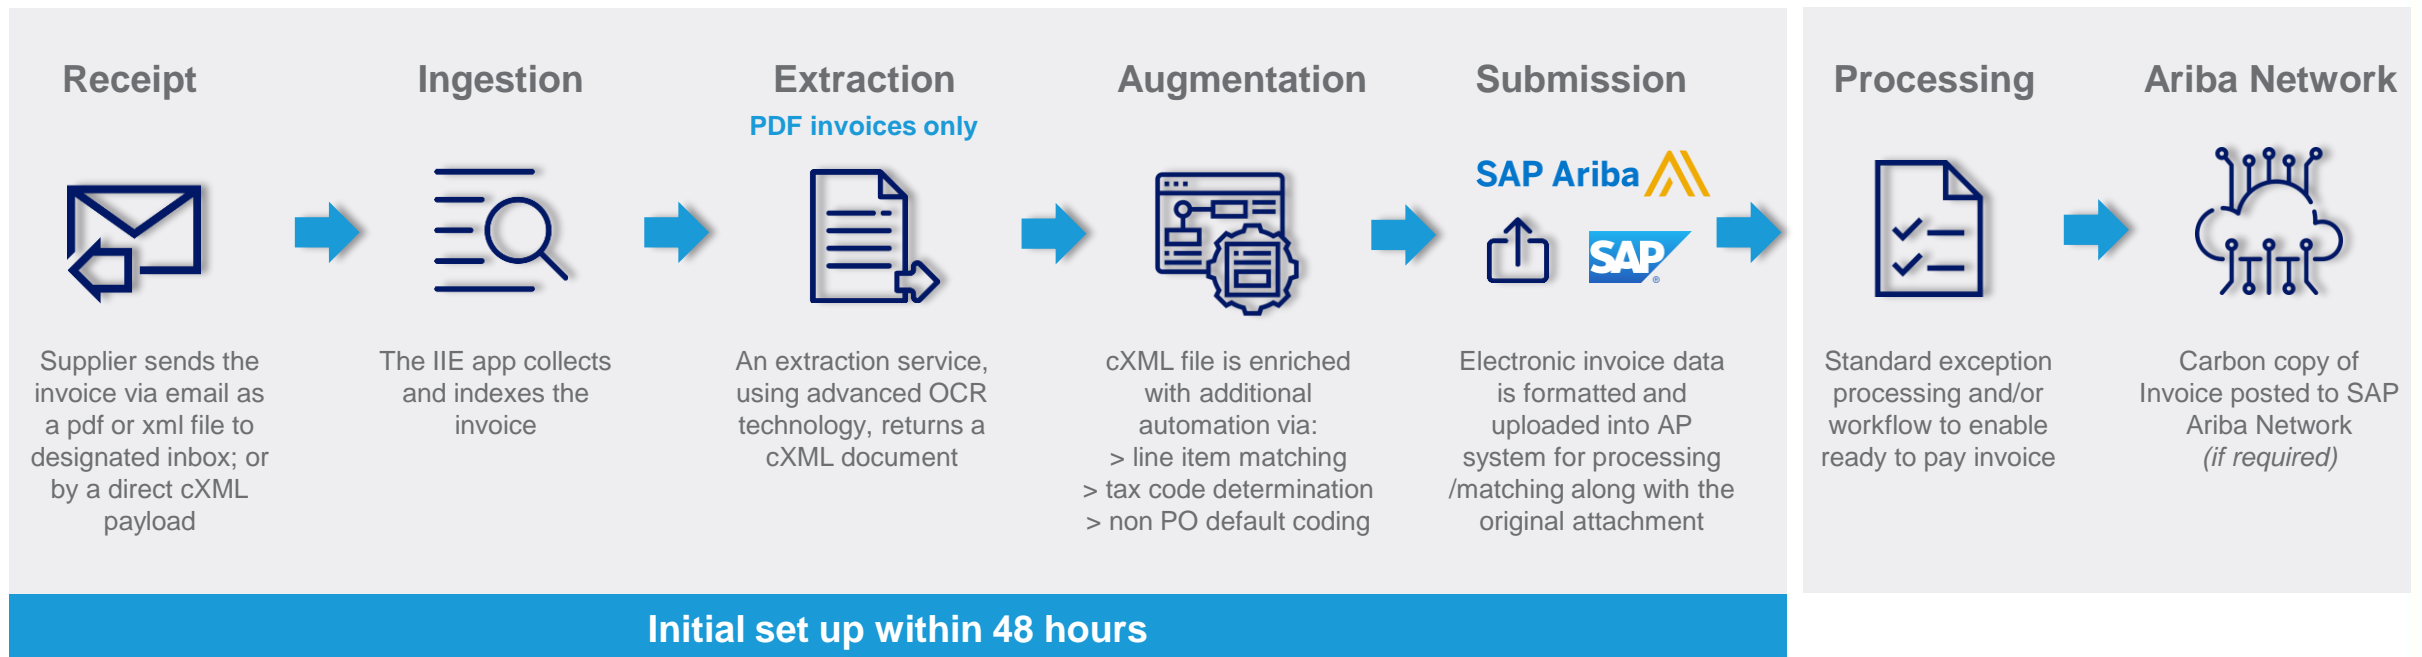 Receipt
Supplier sends the
invoice via email as
a pdf or xml file to
designated inbox; or
by a direct cXML
payload
Ingestion
The IIE app collects
and indexes the
invoice
Extraction
PDF invoices only
An extraction service,
using advanced OCR
technology, returns a
cXML document
Augmentation
cXML file is enriched
with additional
automation via:
> line item matching
> tax code determination
> non PO default coding
Submission
SAP Ariba
SAP
®
Electronic invoice data
is formatted and
uploaded into AP
system for processing
/matching along with the
original attachment
Processing
Standard exception
processing and/or
workflow to enable
ready to pay invoice
Ariba Network
Carbon copy of
Invoice posted to SAP
Ariba Network
(if required)
Initial set up within 48 hours